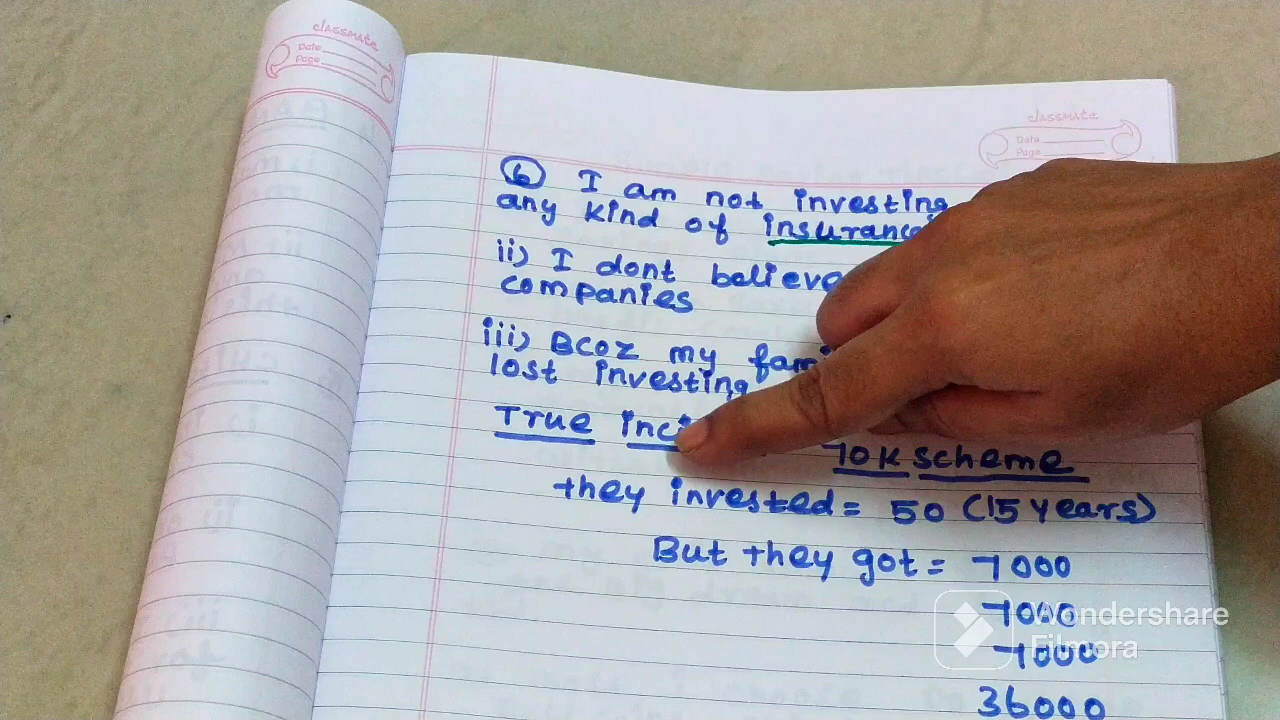 classmate
Date
Page
classmate
Date
Page
6 I am not investing
any kind of insurance
ii) I dont believe
companies
iii) BCOZ my
lost investing
True
70K scheme
they invested = 50 (15 years)
But they got = 7000
7000
7000
36000
Wondershare
Filmora